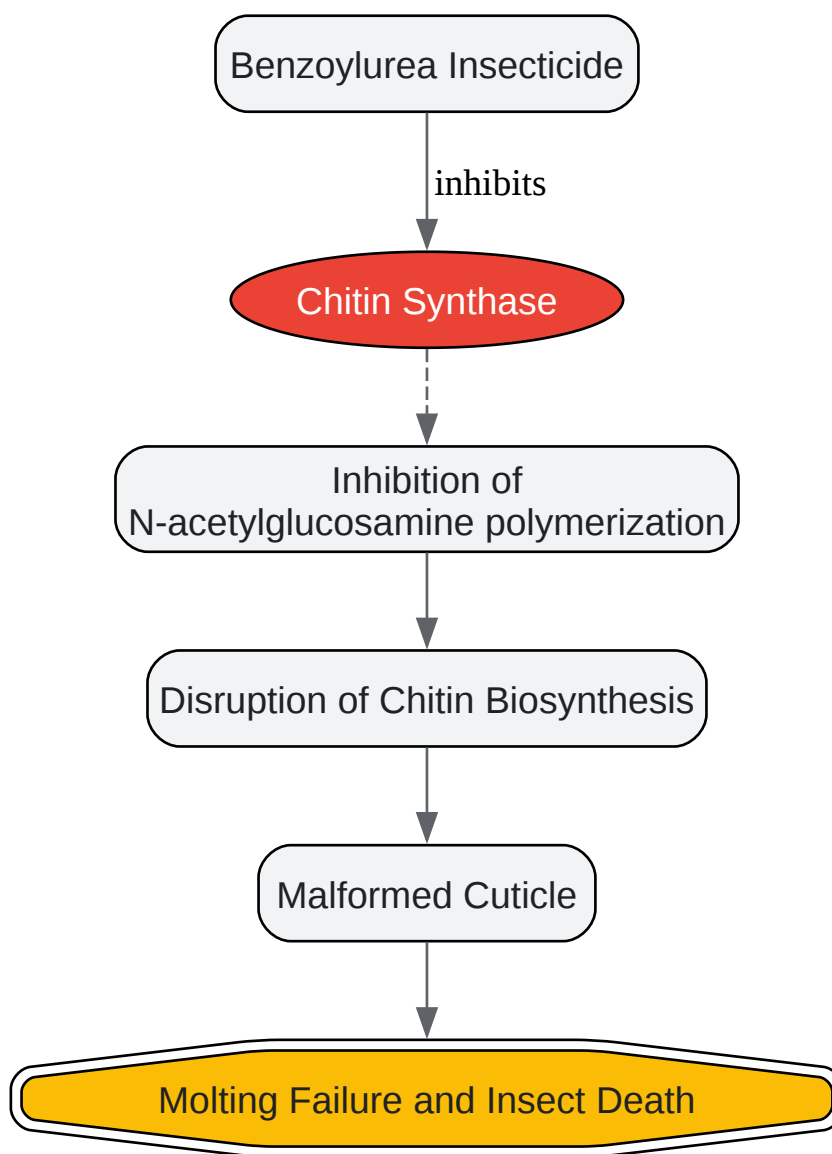 Benzoylurea Insecticide
inhibits
Chitin Synthase
Inhibition of
N-acetylglucosamine polymerization
Disruption of Chitin Biosynthesis
Malformed Cuticle
Molting Failure and Insect Death